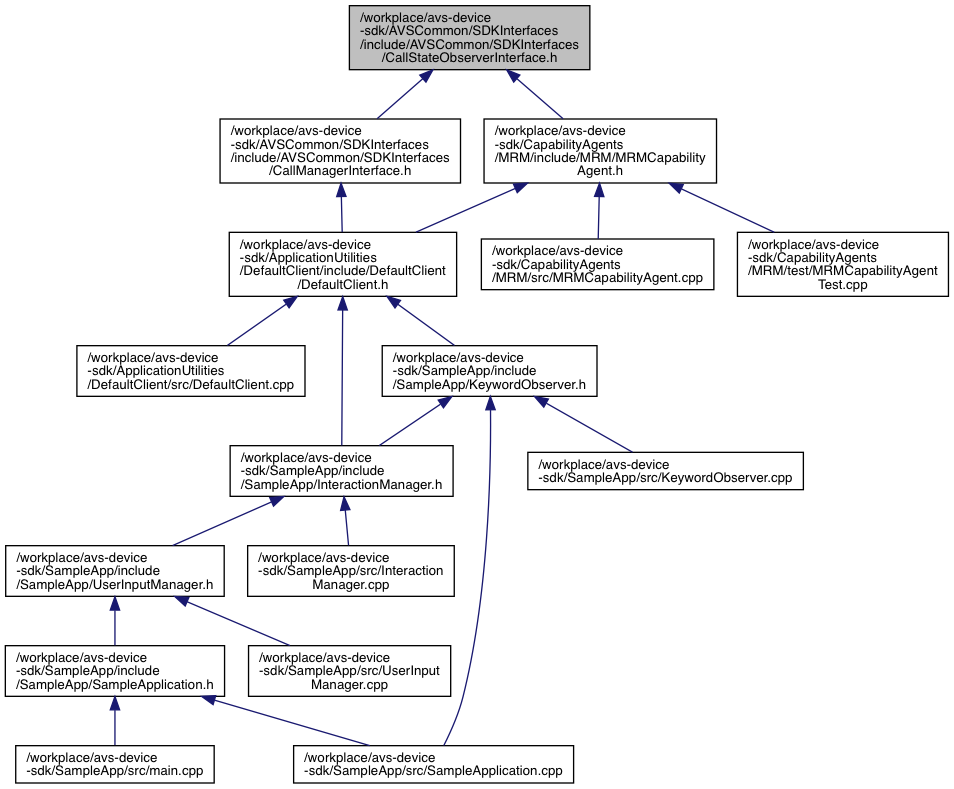 /workplace/avs-device
-sdk/AVSCommon/SDKInterfaces
/include/AVSCommon/SDKInterfaces
/CallStateObserverInterface.h
/workplace/avs-device
-sdk/AVSCommon/SDKInterfaces
/include/AVSCommon/SDKInterfaces
/CallManagerInterface.h
/workplace/avs-device
-sdk/CapabilityAgents
/MRM/include/MRM/MRMCapability
Agent.h
/workplace/avs-device
-sdk/ApplicationUtilities
/DefaultClient/include/DefaultClient
/DefaultClient.h
/workplace/avs-device
-sdk/CapabilityAgents
/MRM/src/MRMCapabilityAgent.cpp
/workplace/avs-device
-sdk/CapabilityAgents
/MRM/test/MRMCapabilityAgent
Test.cpp
/workplace/avs-device
-sdk/ApplicationUtilities
/DefaultClient/src/DefaultClient.cpp
/workplace/avs-device
-sdk/SampleApp/include
/SampleApp/KeywordObserver.h
/workplace/avs-device
-sdk/SampleApp/include
/SampleApp/InteractionManager.h
/workplace/avs-device
-sdk/SampleApp/src/KeywordObserver.cpp
/workplace/avs-device
-sdk/SampleApp/include
/SampleApp/UserInputManager.h
/workplace/avs-device
-sdk/SampleApp/src/Interaction
Manager.cpp
/workplace/avs-device
-sdk/SampleApp/include
/SampleApp/SampleApplication.h
/workplace/avs-device
-sdk/SampleApp/src/UserInput
Manager.cpp
/workplace/avs-device
-sdk/SampleApp/src/main.cpp
/workplace/avs-device
-sdk/SampleApp/src/SampleApplication.cpp